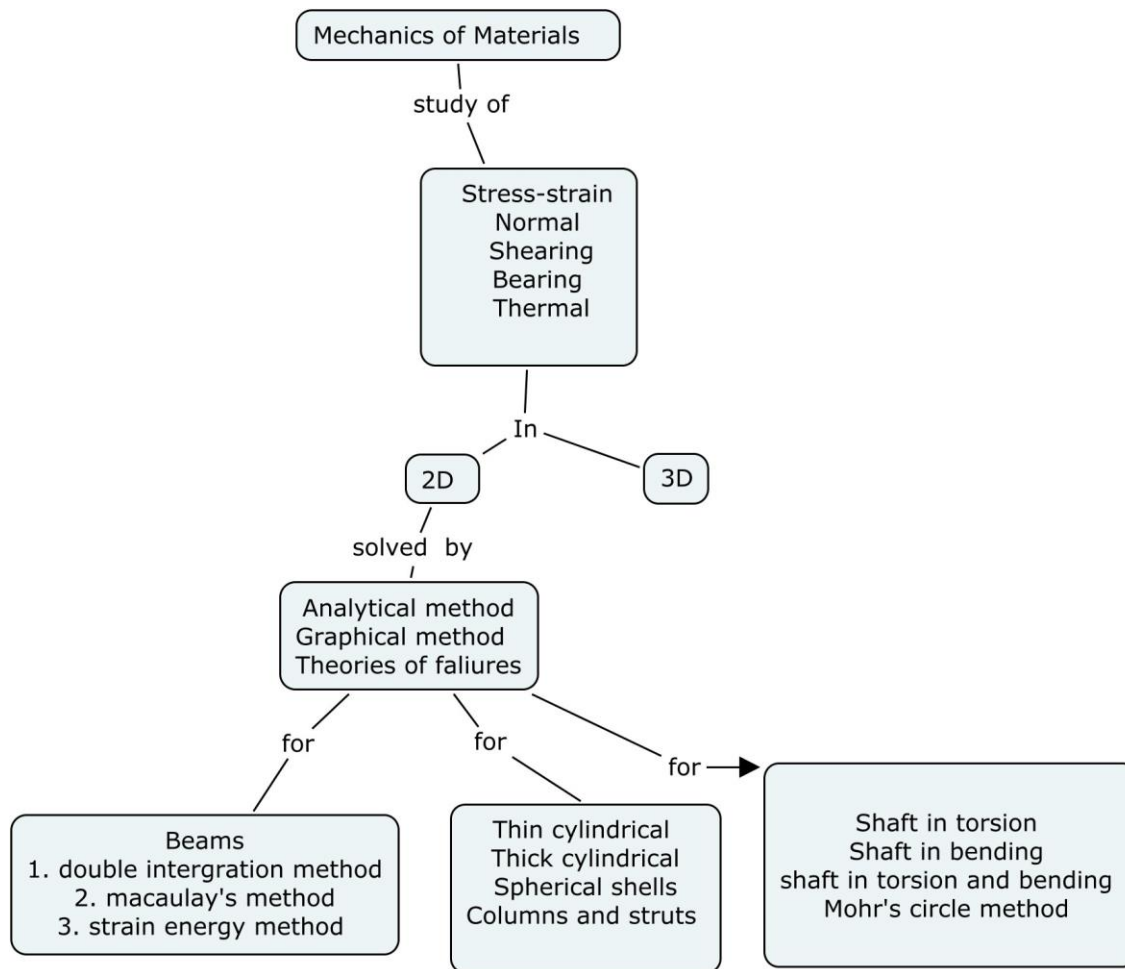 Mechanics of Materials
study of
Stress-strain
Normal
Shearing
Bearing
Thermal
In
2D
3D
solved by
Analytical method
Graphical method
Theories of faliures
for
for
for
Beams
1. double intergration method
2. macaulay's method
3. strain energy method
Thin cylindrical
Thick cylindrical
Spherical shells
Columns and struts
Shaft in torsion
Shaft in bending
shaft in torsion and bending
Mohr's circle method